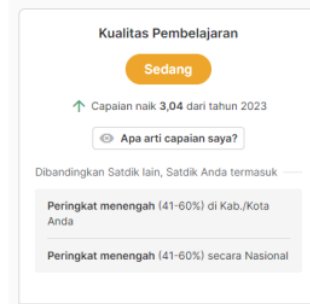 Kualitas Pembelajaran
Sedang
Capaian naik 3,04 dari tahun 2023
Apa arti capaian saya?
Dibandingkan Satdik lain, Satdik Anda termasuk
Peringkat menengah (41-60%) di Kab./Kota
Anda
Peringkat menengah (41-60%) secara Nasional